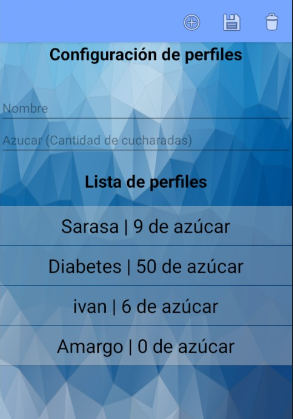 Configuración de perfiles
Nombre
Azucar (Cantidad de cucharadas)
Lista de perfiles
Sarasa | 9 de azúcar
Diabetes | 50 de azúcar
ivan | 6 de azúcar
Amargo | 0 de azúcar